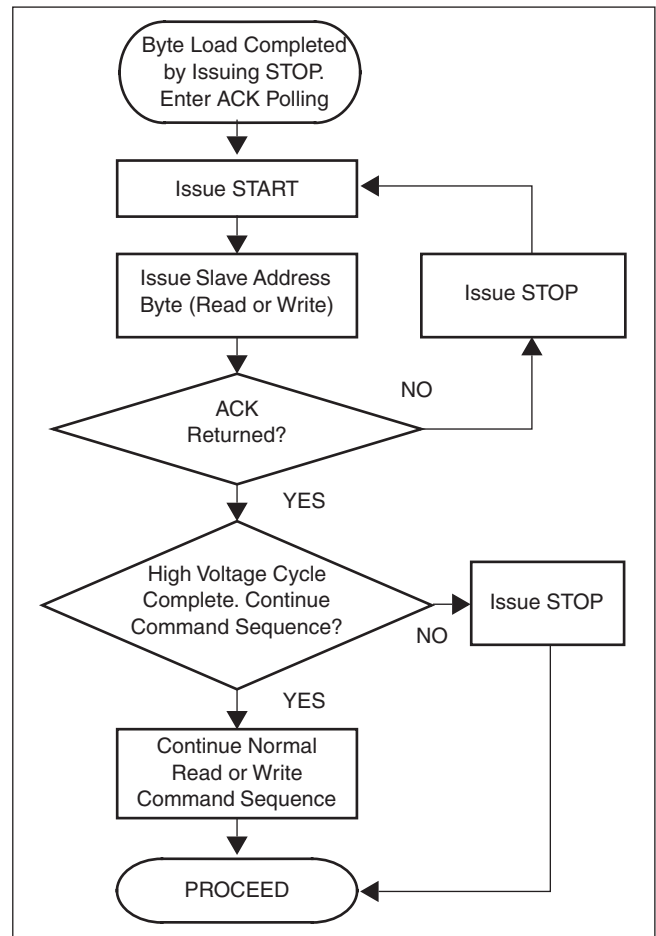 Byte Load Completed
by Issuing STOP.
Enter ACK Polling
Issue START
Issue Slave Address
Byte (Read or Write)
Issue STOP
ACK
Returned?
NO
YES
High Voltage Cycle
Complete. Continue
Command Sequence?
Issue STOP
NO
YES
Continue Normal
Read or Write
Command Sequence
PROCEED